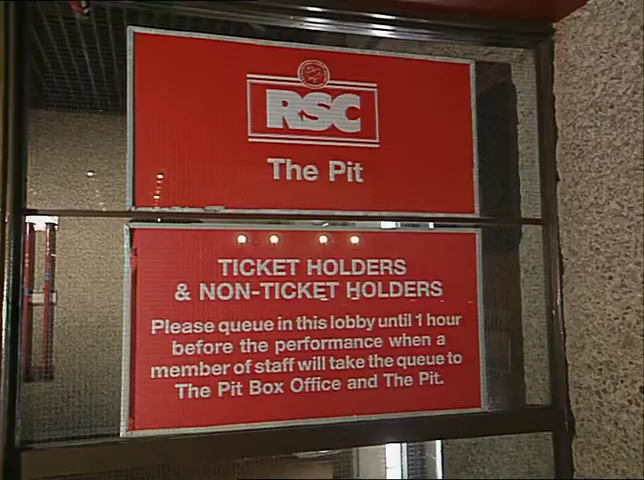 RSC
The Pit
TICKET HOLDERS
& NON-TICKET HOLDERS
Please queue in this lobby until 1 hour
before the performance when a
member of staff will take the queue to
The Pit Box Office and The Pit.